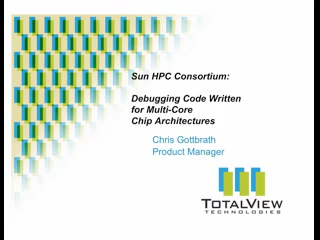 Sun HPC Consortium:
Debugging Code Written
for Multi-Core
Chip Architectures
Chris Gottbrath
Product Manager
TOTALVIEW
TECHNOLOGIES